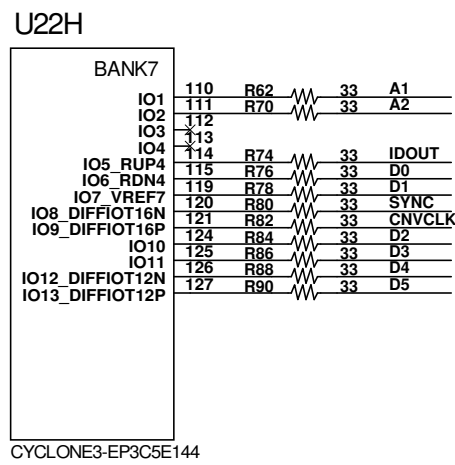 U22H
BANK7
IO1 110 R62 33 A1
IO2 111 R70 33 A2
IO3 112
IO4 113
IO5_RUP4 114 R74 33 IDOUT
IO6_RDN4 115 R76 33 D0
IO7_VREF7 119 R78 33 D1
IO8_DIFFIOT16N 120 R80 33 SYNC
IO9_DIFFIOT16P 121 R82 33 CNVCLK
IO10 124 R84 33 D2
IO11 125 R86 33 D3
IO12_DIFFIOT12N 126 R88 33 D4
IO13_DIFFIOT12P 127 R90 33 D5
CYCLONE3-EP3C5E144